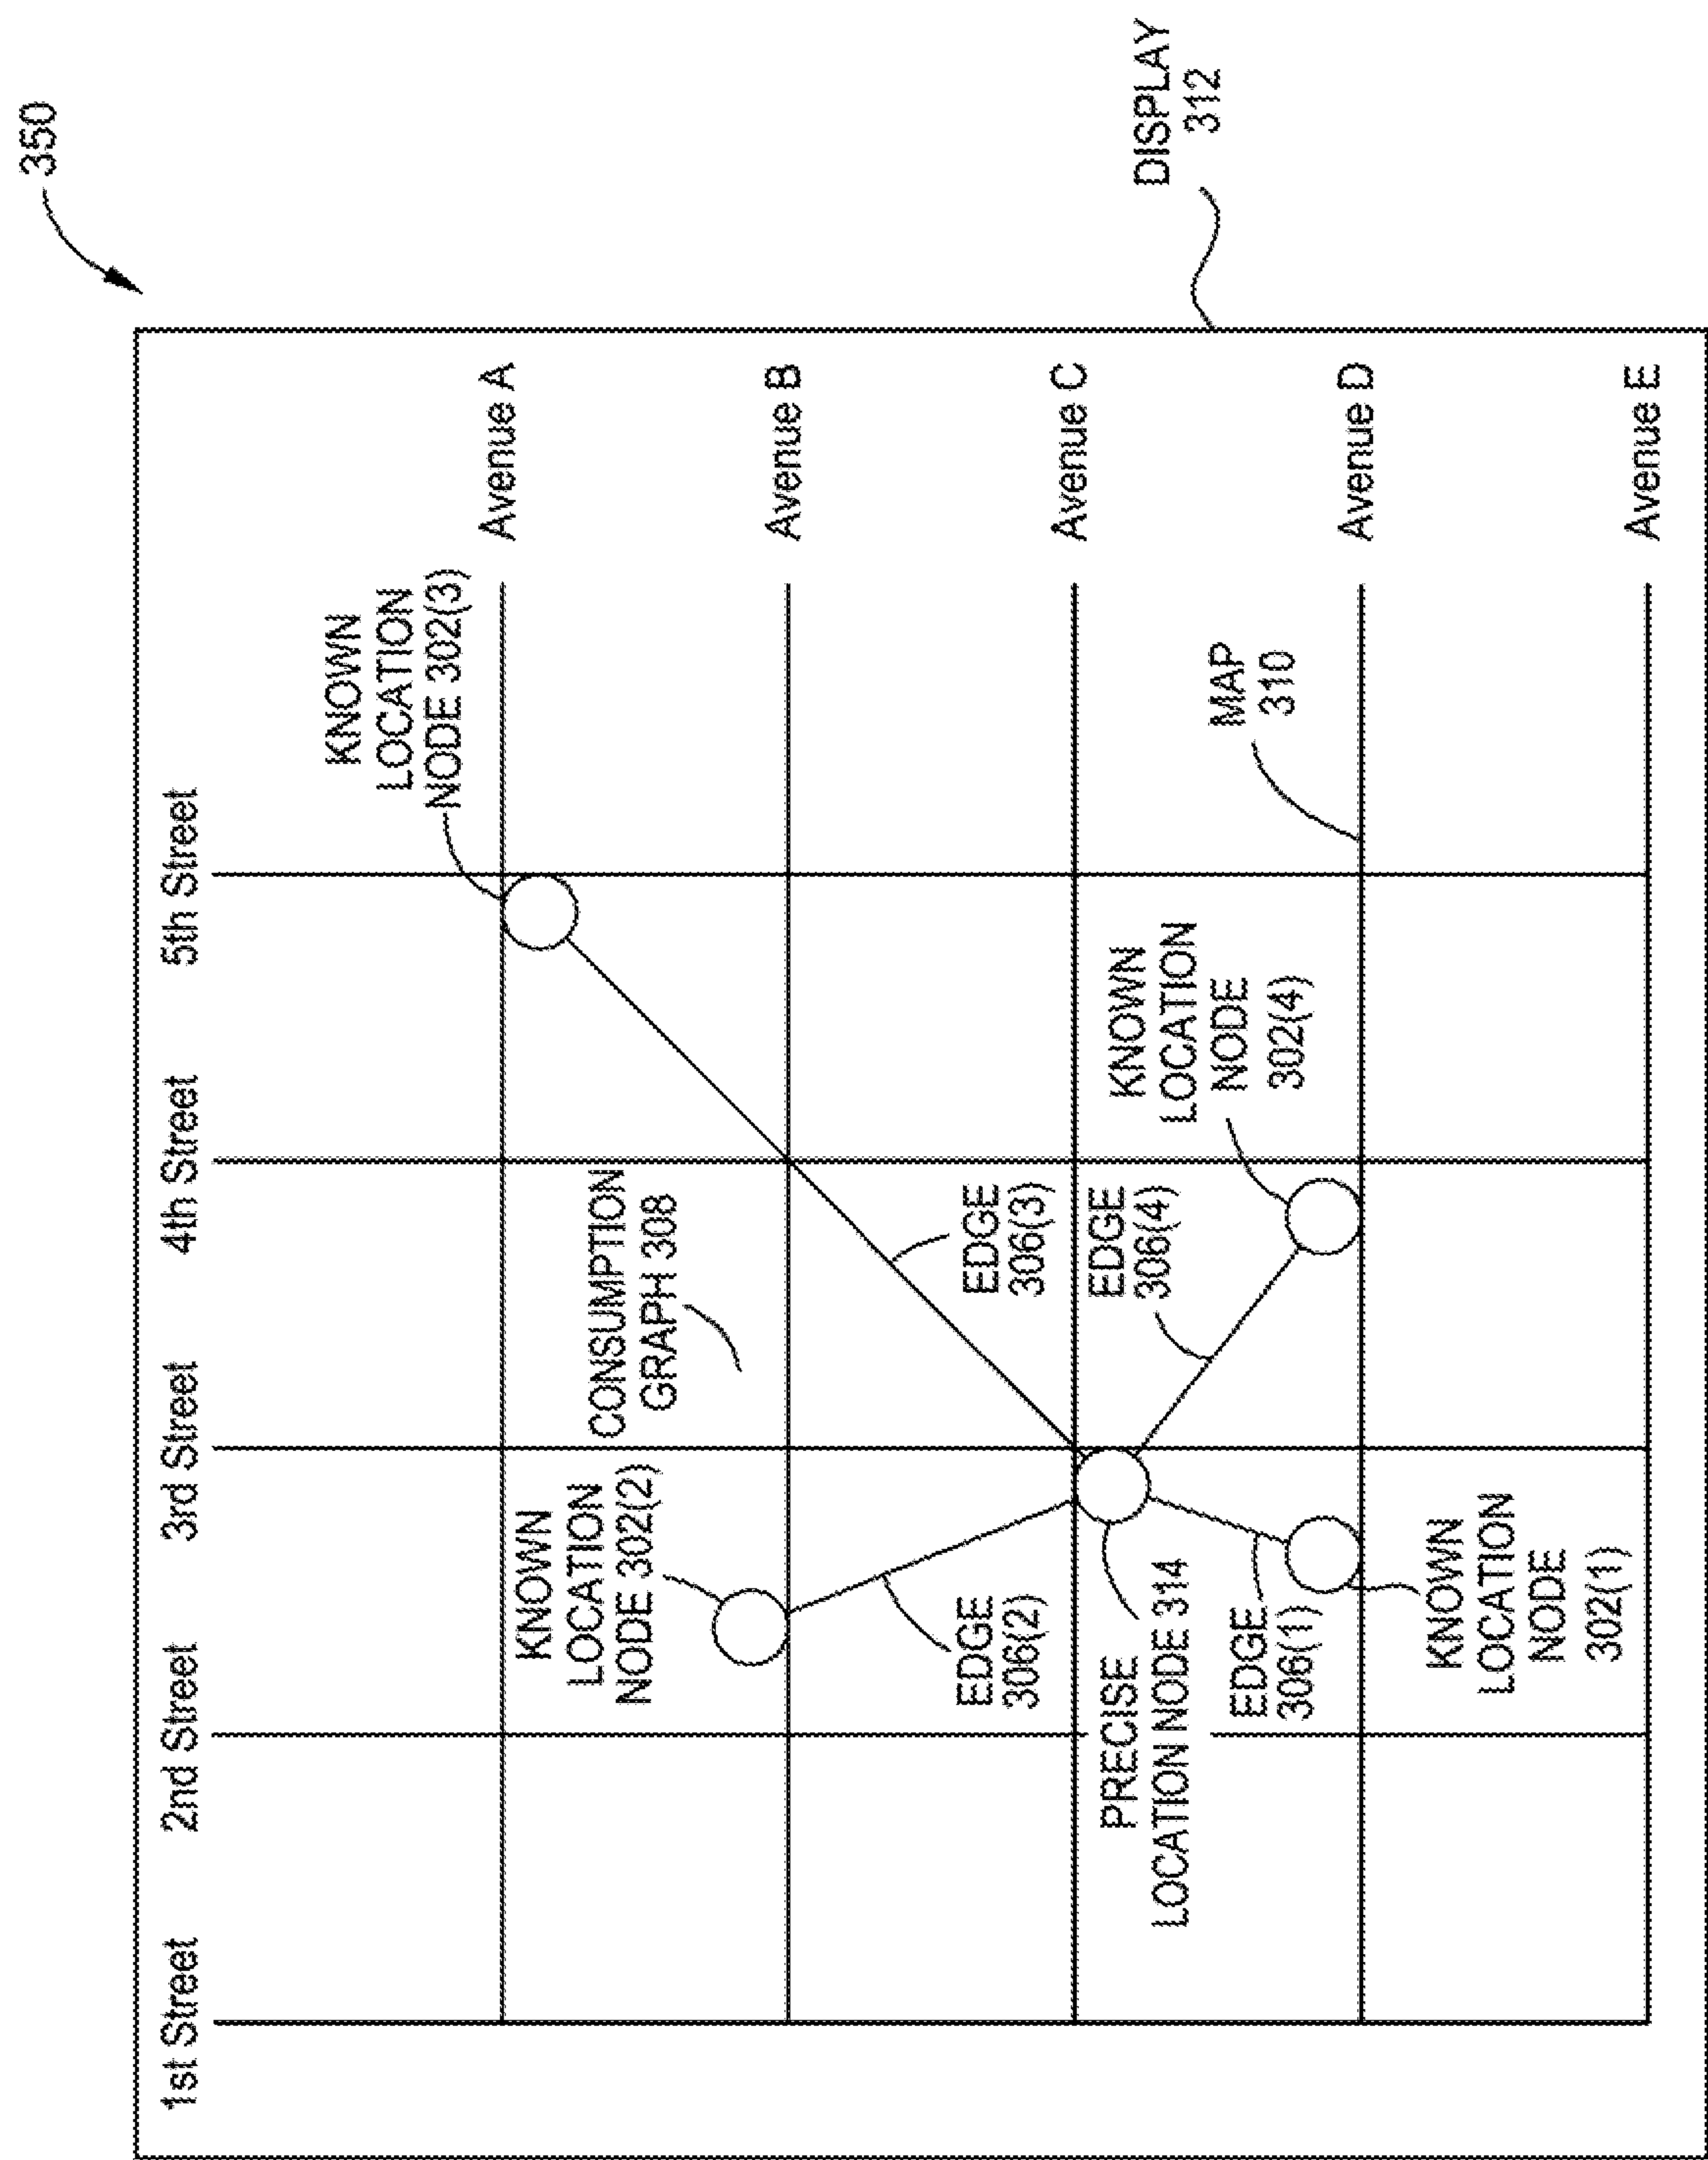 350
1st Street
2nd Street
3rd Street
4th Street
5th Street
KNOWN
LOCATION
NODE 302(3)
Avenue A
KNOWN
LOCATION
NODE 302(2)
CONSUMPTION
GRAPH 308
Avenue B
EDGE
306(2)
EDGE
306(3)
Avenue C
PRECISE
LOCATION NODE 314
EDGE
306(4)
KNOWN
LOCATION
NODE
302(4)
DISPLAY
312
EDGE
306(1)
MAP
310
Avenue D
KNOWN
LOCATION
NODE
302(1)
Avenue E